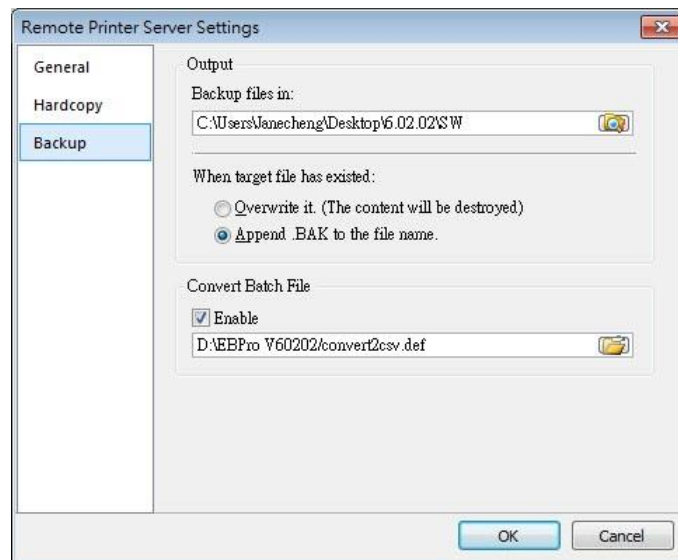 Remote Printer Server Settings
General
Hardcopy
Backup
Output
Backup files in:
C:\Users\Janecheng\Desktop\6.02.02\SW
When target file has existed:
Overwrite it. (The content will be destroyed)
Append .BAK to the file name.
Convert Batch File
Enable
D:\EBPro V60202/convert2csv.def
OK
Cancel